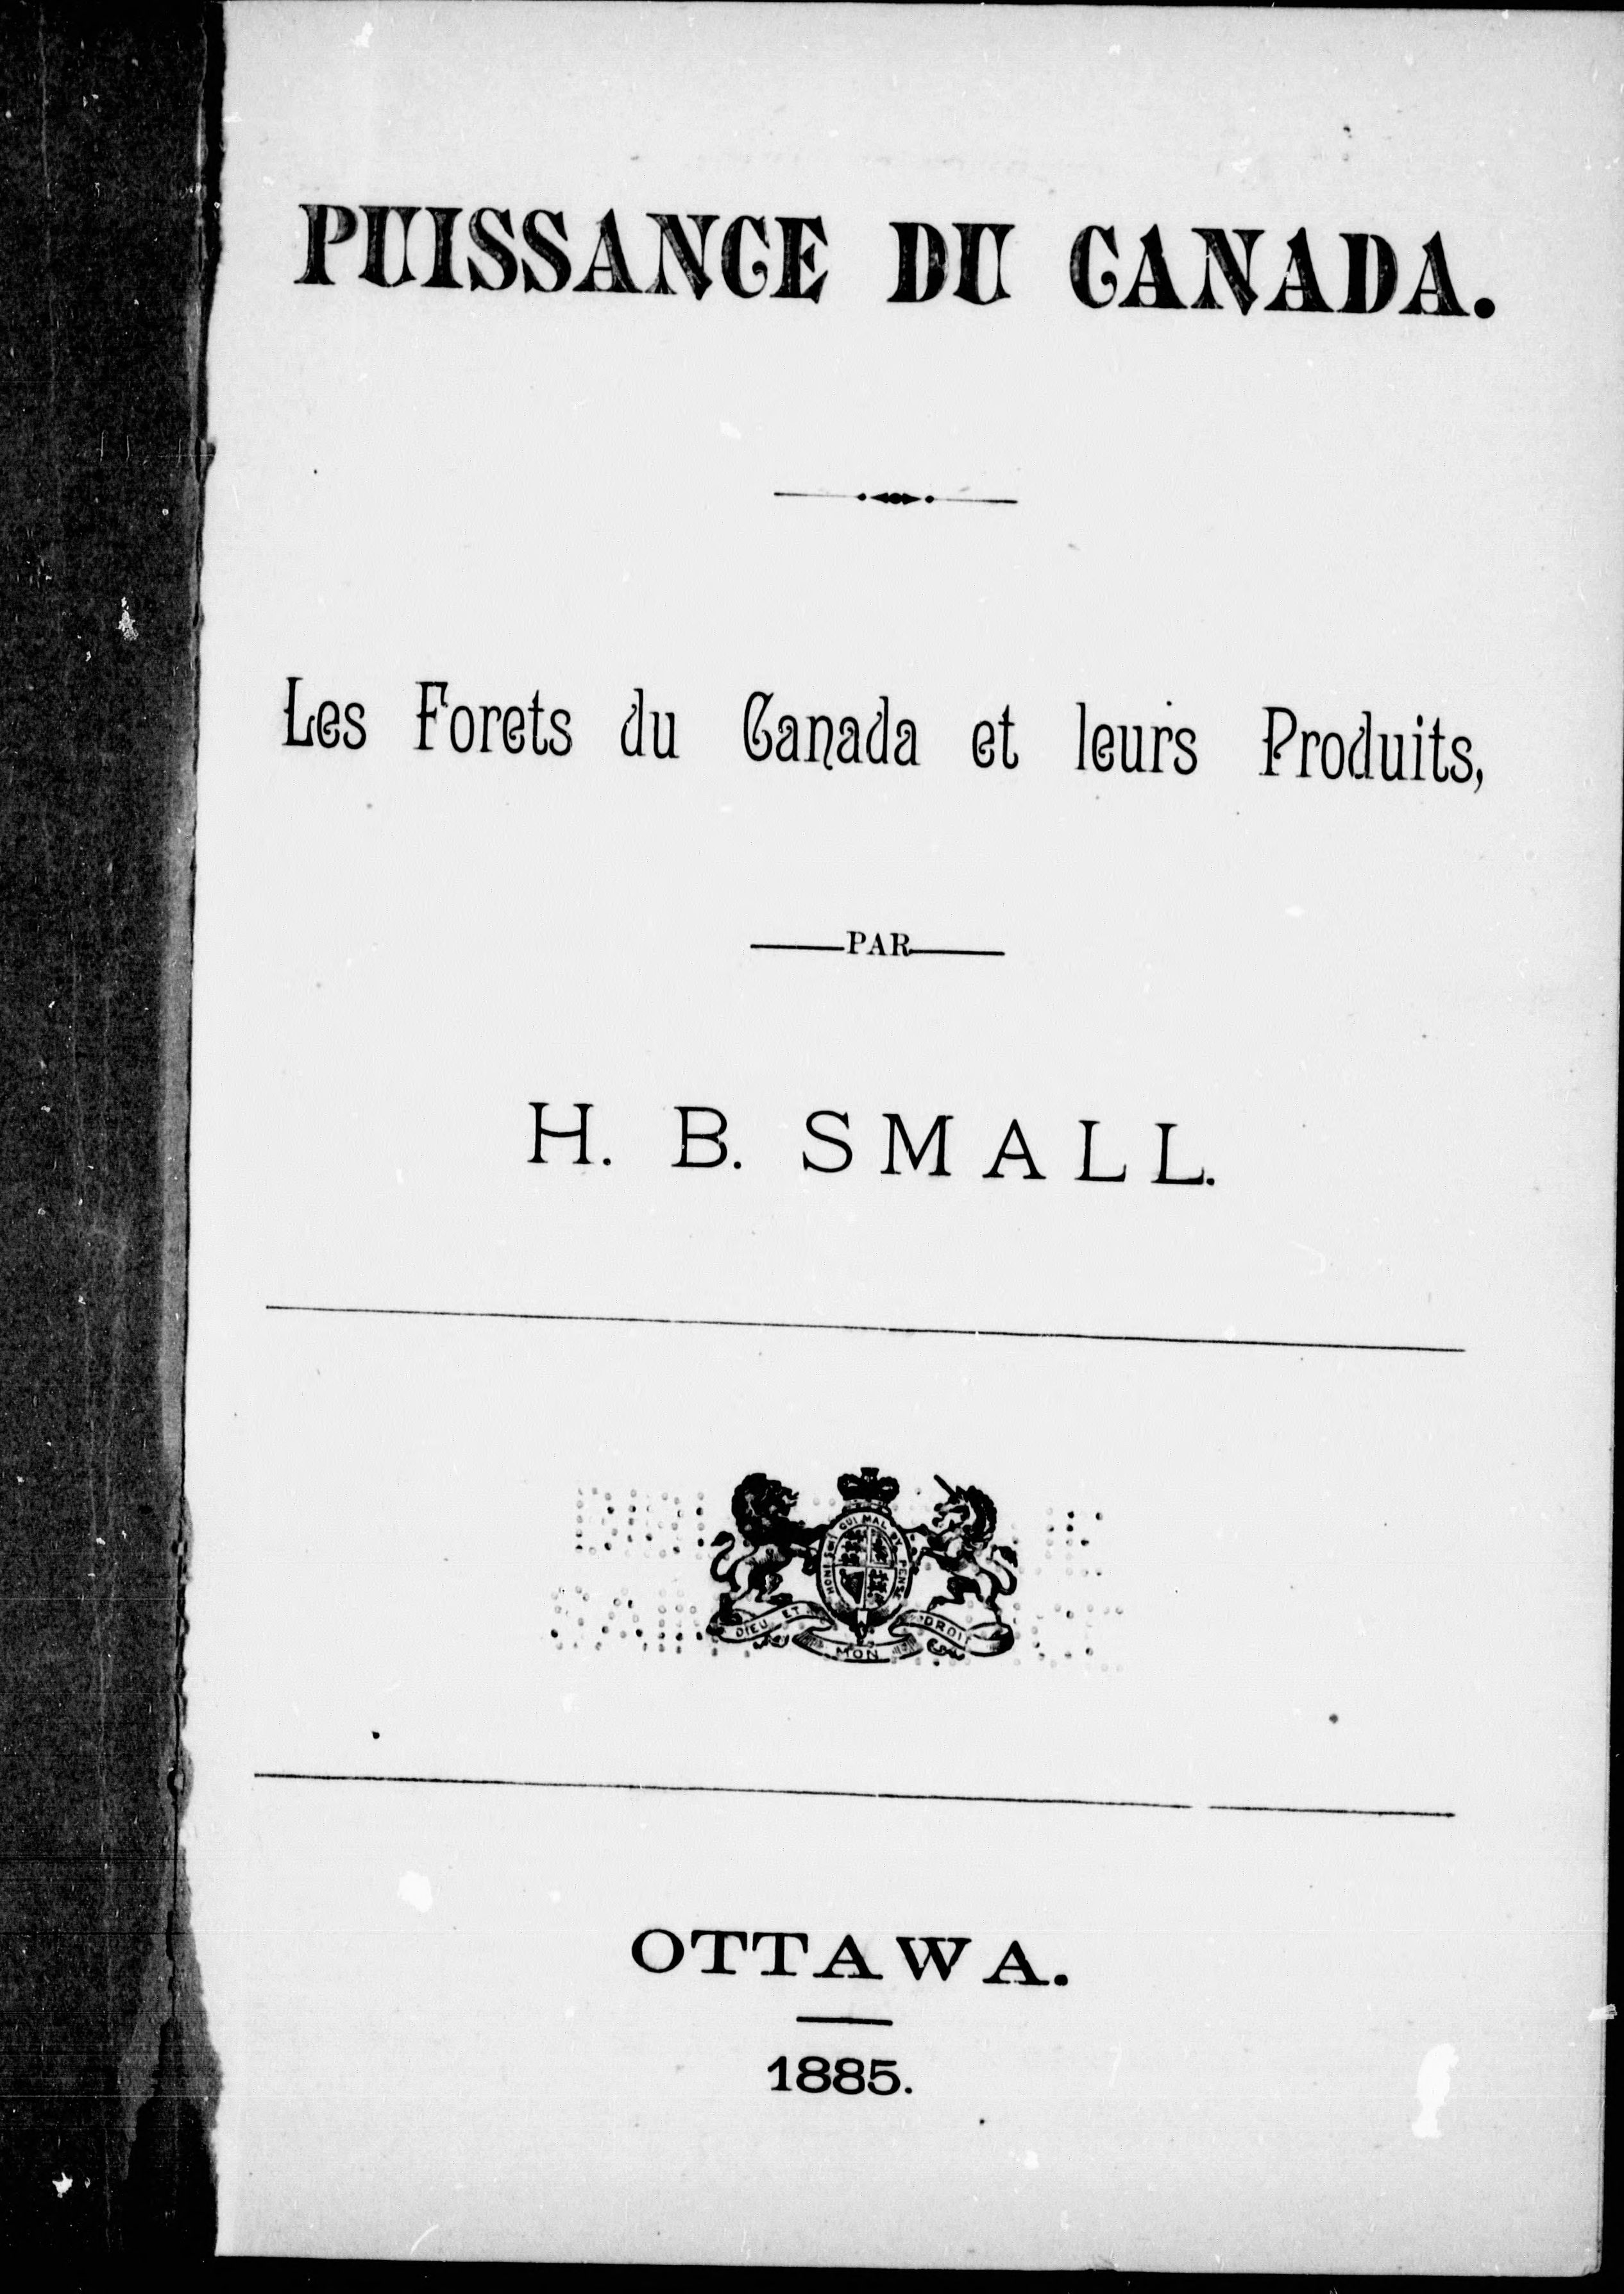 PUISSANCE DU CANADA.
Les Forets du Canada et leurs Produits,
PAR
H. B. SMALL.
HONI SOIT QUI MAL Y PENSE
DIEU ET MON DROIT
OTTAWA.
1885.